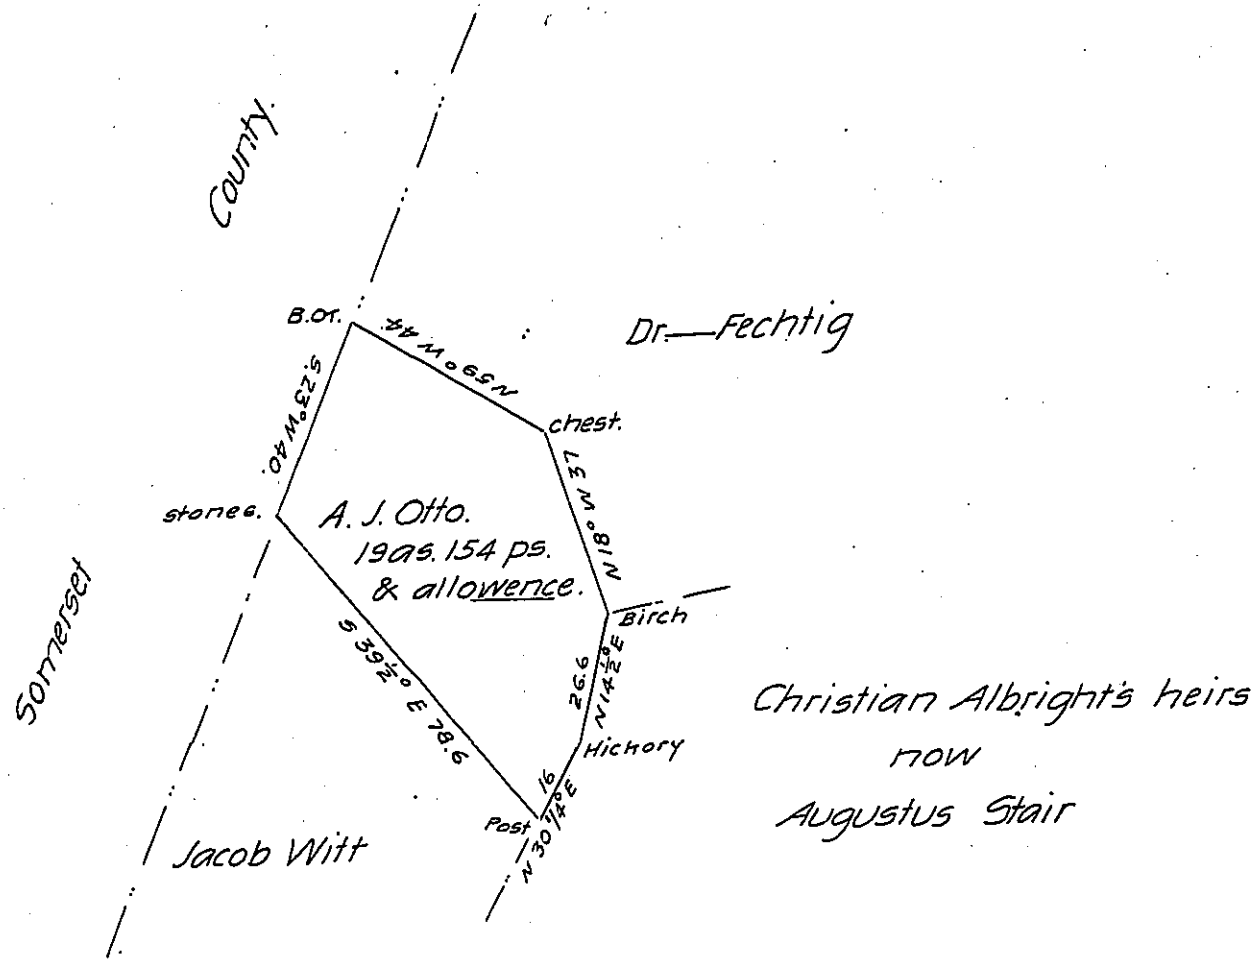 County.
B.or.
N 59° W 44.
Dr.—Fechtig
S.23° W 40.
chest.
N 18° W 37
stones.
A. J. Otto.
19as. 154 ps.
& allowence.
Birch
S 39½° E 78.6
26.6
N 14½° E
Somerset
Christian Albright's heirs
now
Augustus Stair
Hickory
16
N 30¼° E
Post
Jacob Witt